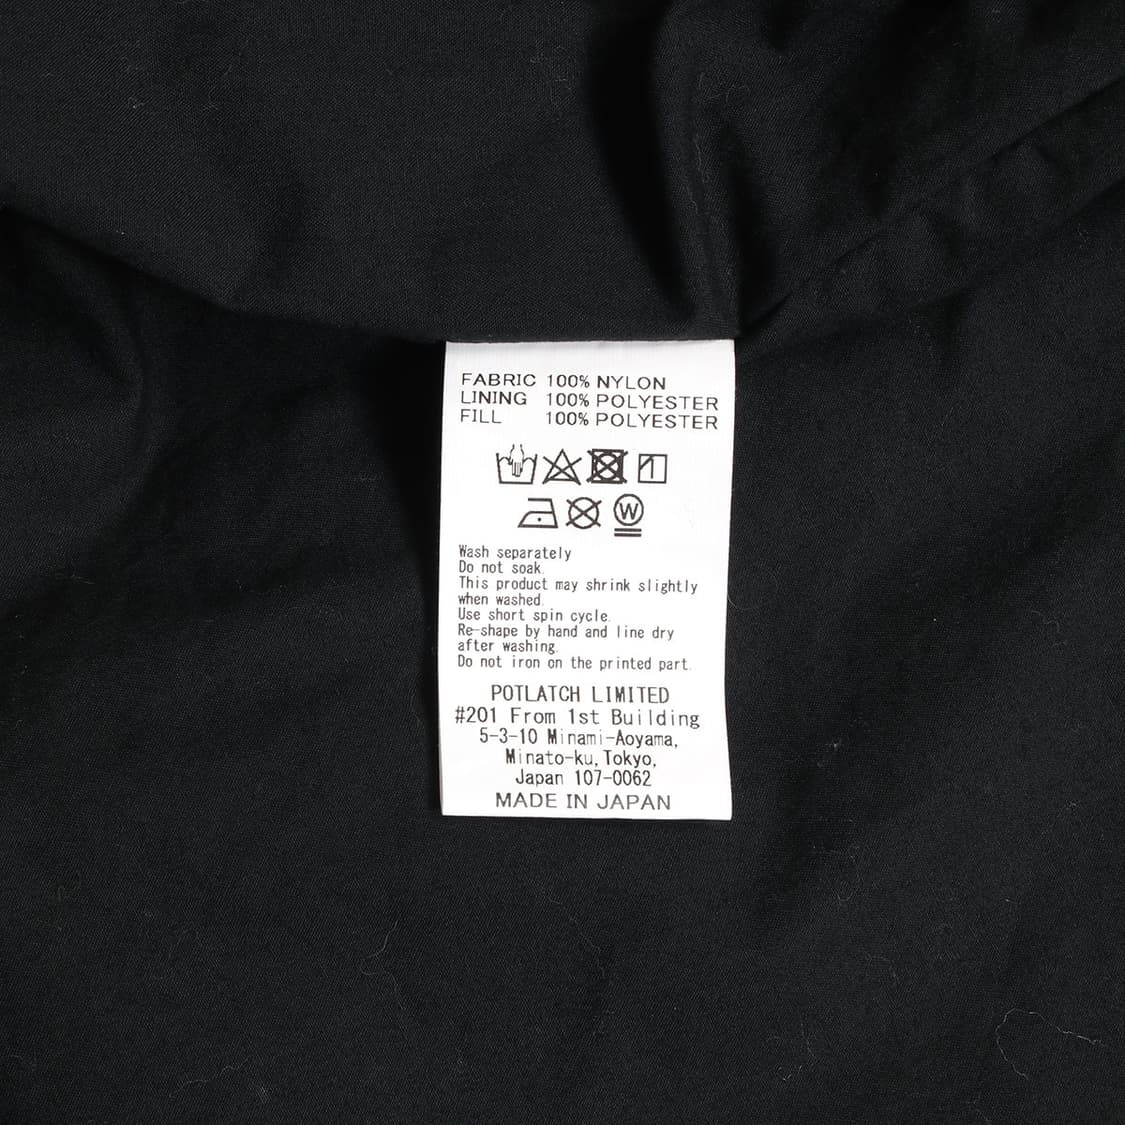 FABRIC 100% NYLON
LINING 100% POLYESTER
FILL 100% POLYESTER
W
Wash separately
Do not soak.
This product may shrink slightly
when washed.
Use short spin cycle.
Re-shape by hand and line dry
after washing.
Do not iron on the printed part.
POTLATCH LIMITED
#201 From 1st Building
5-3-10 Minami-Aoyama,
Minato-ku,Tokyo,
Japan 107-0062
MADE IN JAPAN